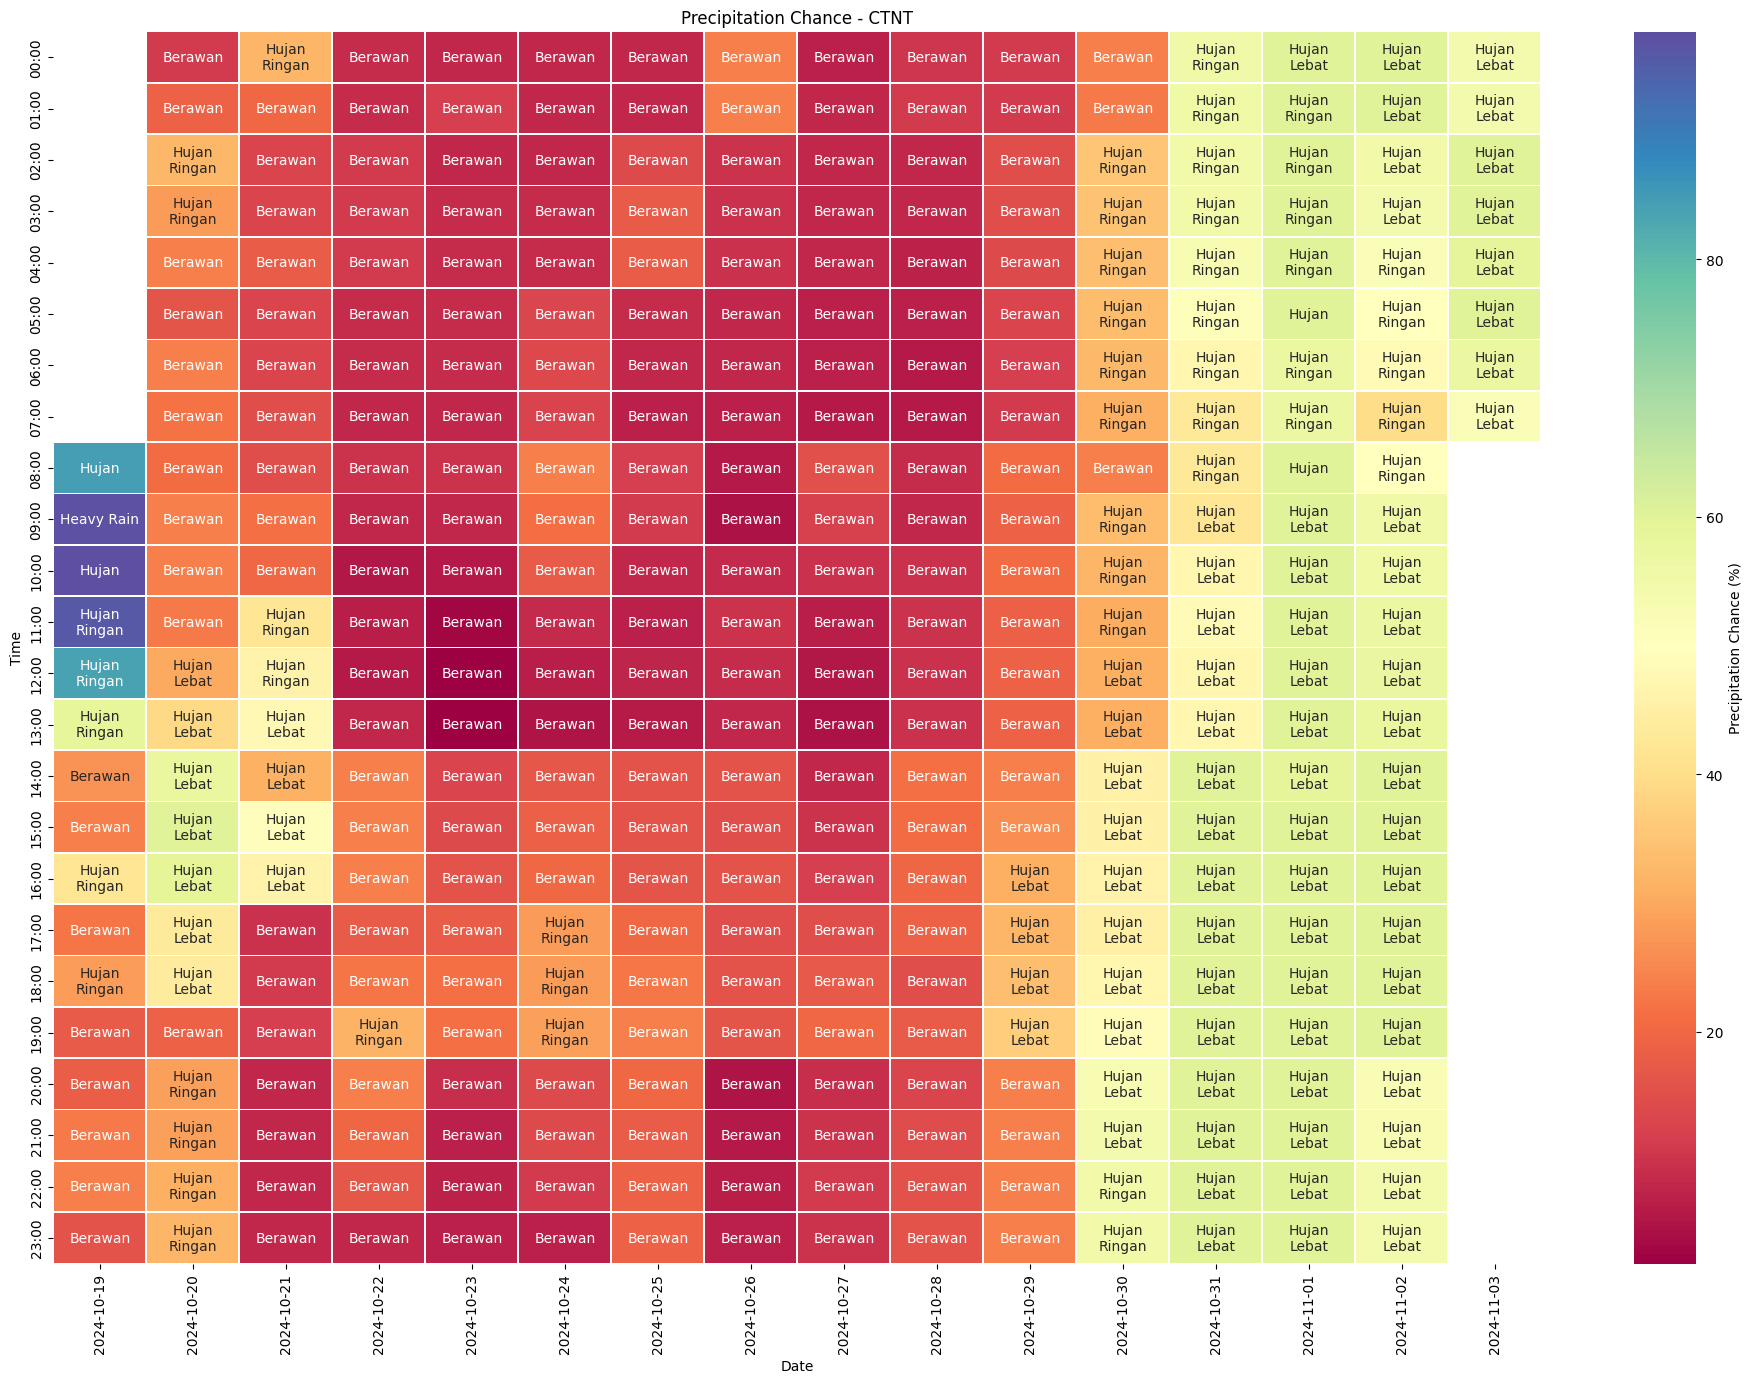 Precipitation Chance - CTNT
00:00 Berawan Hujan Ringan Berawan Berawan Berawan Berawan Berawan Berawan Berawan Berawan Berawan Hujan Ringan Hujan Lebat Hujan Lebat Hujan Lebat
01:00 Berawan Berawan Berawan Berawan Berawan Berawan Berawan Berawan Berawan Berawan Berawan Hujan Ringan Hujan Ringan Hujan Lebat Hujan Lebat
02:00 Hujan Ringan Berawan Berawan Berawan Berawan Berawan Berawan Berawan Berawan Berawan Hujan Ringan Hujan Ringan Hujan Ringan Hujan Lebat Hujan Lebat
03:00 Hujan Ringan Berawan Berawan Berawan Berawan Berawan Berawan Berawan Berawan Berawan Hujan Ringan Hujan Ringan Hujan Ringan Hujan Lebat Hujan Lebat
04:00 Berawan Berawan Berawan Berawan Berawan Berawan Berawan Berawan Berawan Berawan Hujan Ringan Hujan Ringan Hujan Ringan Hujan Ringan Hujan Lebat
05:00 Berawan Berawan Berawan Berawan Berawan Berawan Berawan Berawan Berawan Berawan Hujan Ringan Hujan Ringan Hujan Hujan Ringan Hujan Lebat
06:00 Berawan Berawan Berawan Berawan Berawan Berawan Berawan Berawan Berawan Berawan Hujan Ringan Hujan Ringan Hujan Ringan Hujan Ringan Hujan Lebat
07:00 Berawan Berawan Berawan Berawan Berawan Berawan Berawan Berawan Berawan Berawan Hujan Ringan Hujan Ringan Hujan Ringan Hujan Ringan Hujan Lebat
08:00 Hujan Berawan Berawan Berawan Berawan Berawan Berawan Berawan Berawan Berawan Berawan Berawan Hujan Ringan Hujan Hujan Ringan
09:00 Heavy Rain Berawan Berawan Berawan Berawan Berawan Berawan Berawan Berawan Berawan Berawan Hujan Ringan Hujan Lebat Hujan Lebat Hujan Lebat
10:00 Hujan Berawan Berawan Berawan Berawan Berawan Berawan Berawan Berawan Berawan Berawan Hujan Ringan Hujan Lebat Hujan Lebat Hujan Lebat
11:00 Hujan Ringan Berawan Hujan Ringan Berawan Berawan Berawan Berawan Berawan Berawan Berawan Berawan Hujan Ringan Hujan Lebat Hujan Lebat Hujan Lebat
12:00 Hujan Ringan Hujan Lebat Hujan Ringan Berawan Berawan Berawan Berawan Berawan Berawan Berawan Berawan Hujan Lebat Hujan Lebat Hujan Lebat Hujan Lebat
13:00 Hujan Ringan Hujan Lebat Hujan Lebat Berawan Berawan Berawan Berawan Berawan Berawan Berawan Berawan Hujan Lebat Hujan Lebat Hujan Lebat Hujan Lebat
14:00 Berawan Hujan Lebat Hujan Lebat Berawan Berawan Berawan Berawan Berawan Berawan Berawan Berawan Hujan Lebat Hujan Lebat Hujan Lebat Hujan Lebat
15:00 Berawan Hujan Lebat Hujan Lebat Berawan Berawan Berawan Berawan Berawan Berawan Berawan Berawan Hujan Lebat Hujan Lebat Hujan Lebat Hujan Lebat
16:00 Hujan Ringan Hujan Lebat Hujan Lebat Berawan Berawan Berawan Berawan Berawan Berawan Berawan Hujan Lebat Hujan Lebat Hujan Lebat Hujan Lebat Hujan Lebat
17:00 Berawan Hujan Lebat Berawan Berawan Berawan Hujan Ringan Berawan Berawan Berawan Berawan Hujan Lebat Hujan Lebat Hujan Lebat Hujan Lebat Hujan Lebat
18:00 Hujan Ringan Hujan Lebat Berawan Berawan Berawan Hujan Ringan Berawan Berawan Berawan Berawan Hujan Lebat Hujan Lebat Hujan Lebat Hujan Lebat Hujan Lebat
19:00 Berawan Berawan Berawan Hujan Ringan Berawan Hujan Ringan Berawan Berawan Berawan Berawan Hujan Lebat Hujan Lebat Hujan Lebat Hujan Lebat Hujan Lebat
20:00 Berawan Hujan Ringan Berawan Berawan Berawan Berawan Berawan Berawan Berawan Berawan Berawan Hujan Lebat Hujan Lebat Hujan Lebat Hujan Lebat
21:00 Berawan Hujan Ringan Berawan Berawan Berawan Berawan Berawan Berawan Berawan Berawan Berawan Hujan Lebat Hujan Lebat Hujan Lebat Hujan Lebat
22:00 Berawan Hujan Ringan Berawan Berawan Berawan Berawan Berawan Berawan Berawan Berawan Berawan Hujan Ringan Hujan Lebat Hujan Lebat Hujan Lebat
23:00 Berawan Hujan Ringan Berawan Berawan Berawan Berawan Berawan Berawan Berawan Berawan Berawan Hujan Ringan Hujan Lebat Hujan Lebat Hujan Lebat
Time
2024-10-19 2024-10-20 2024-10-21 2024-10-22 2024-10-23 2024-10-24 2024-10-25 2024-10-26 2024-10-27 2024-10-28 2024-10-29 2024-10-30 2024-10-31 2024-11-01 2024-11-02 2024-11-03
Date
80
60
40
20
Precipitation Chance (%)